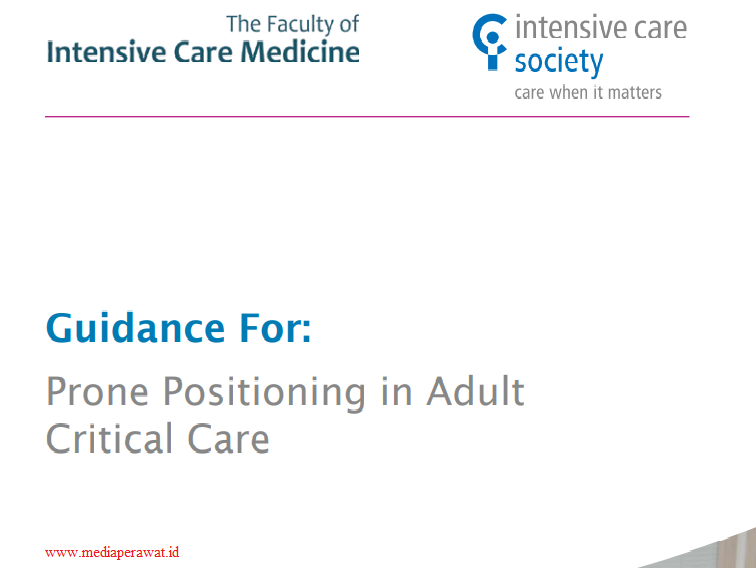 The Faculty of
Intensive Care Medicine
intensive care
society
care when it matters
Guidance For:
Prone Positioning in Adult
Critical Care
www.mediaperawat.id